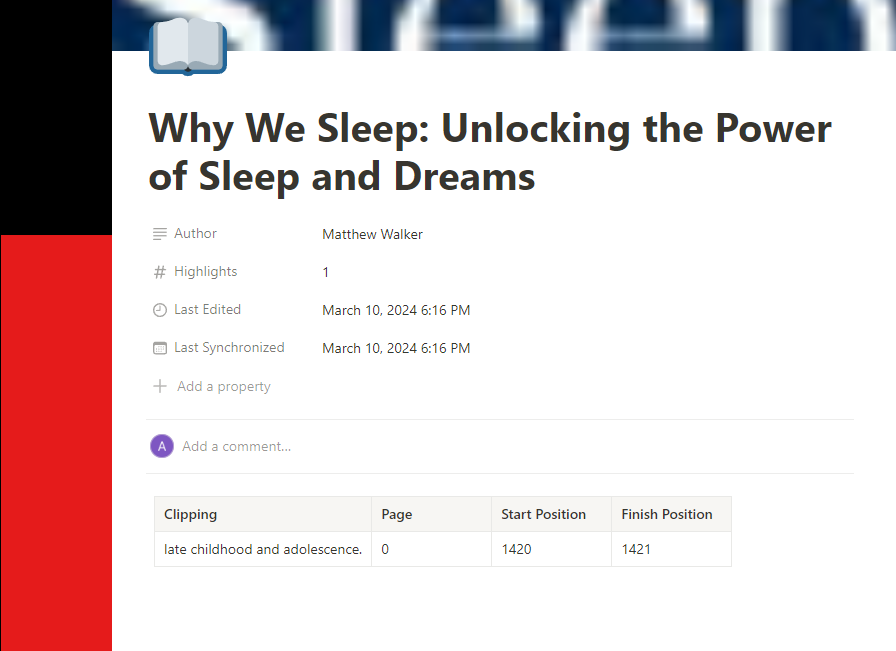 Why We Sleep: Unlocking the Power
of Sleep and Dreams
Author Matthew Walker
Highlights 1
Last Edited March 10, 2024 6:16 PM
Last Synchronized March 10, 2024 6:16 PM
Add a property
A Add a comment...
Clipping Page Start Position Finish Position
late childhood and adolescence. 0 1420 1421